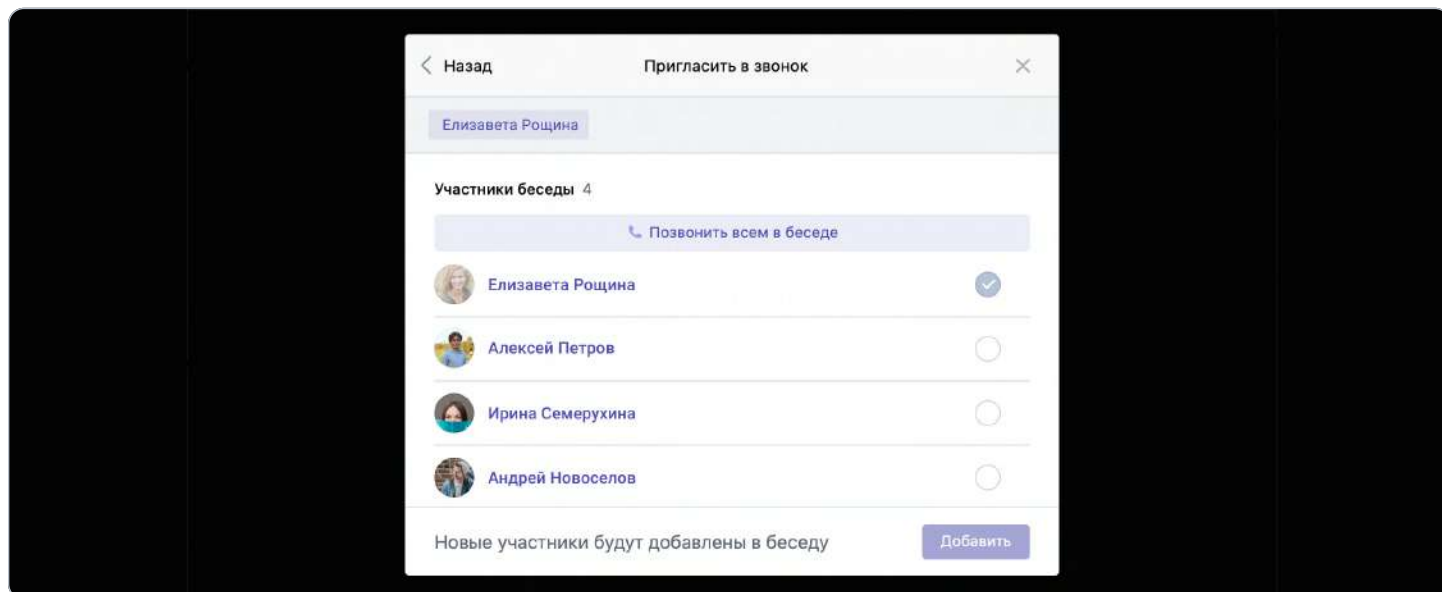 Назад
Пригласить в звонок
Елизавета Рощина
Участники беседы 4
Позвонить всем в беседе
Елизавета Рощина
Алексей Петров
Ирина Семерухина
Андрей Новоселов
Новые участники будут добавлены в беседу
Добавить